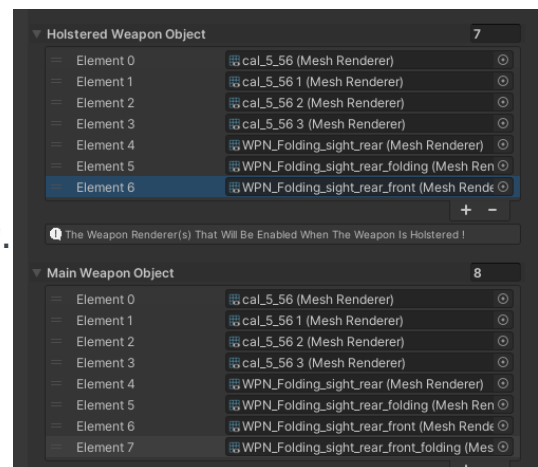 Holstered Weapon Object 7
Element 0 cal_5_56 (Mesh Renderer)
Element 1 cal_5_56 1 (Mesh Renderer)
Element 2 cal_5_56 2 (Mesh Renderer)
Element 3 cal_5_56 3 (Mesh Renderer)
Element 4 WPN_Folding_sight_rear (Mesh Renderer)
Element 5 WPN_Folding_sight_rear_folding (Mesh Ren
Element 6 WPN_Folding_sight_rear_front (Mesh Rende
+ -
The Weapon Renderer(s) That Will Be Enabled When The Weapon Is Holstered !
Main Weapon Object 8
Element 0 cal_5_56 (Mesh Renderer)
Element 1 cal_5_56 1 (Mesh Renderer)
Element 2 cal_5_56 2 (Mesh Renderer)
Element 3 cal_5_56 3 (Mesh Renderer)
Element 4 WPN_Folding_sight_rear (Mesh Renderer)
Element 5 WPN_Folding_sight_rear_folding (Mesh Ren
Element 6 WPN_Folding_sight_rear_front (Mesh Rende
Element 7 WPN_Folding_sight_rear_front_folding (Mes